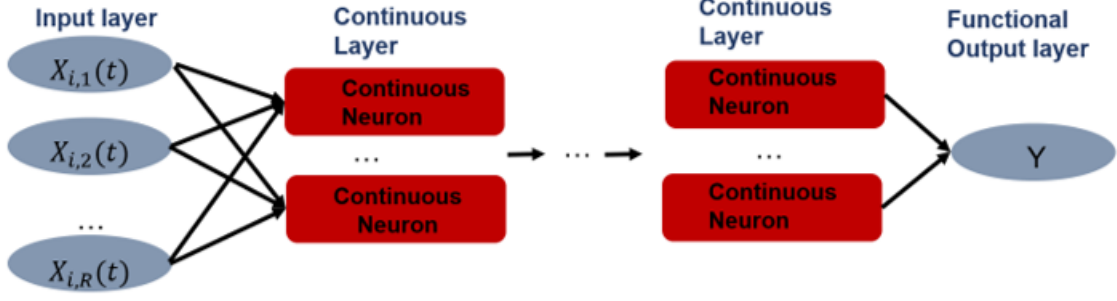 Input layer
Continuous
Layer
Continuous
Layer
Functional
Output layer
X_{i,1}(t)
Continuous
Neuron
Continuous
Neuron
X_{i,2}(t)
...
...
...
Y
...
Continuous
Neuron
Continuous
Neuron
X_{i,R}(t)